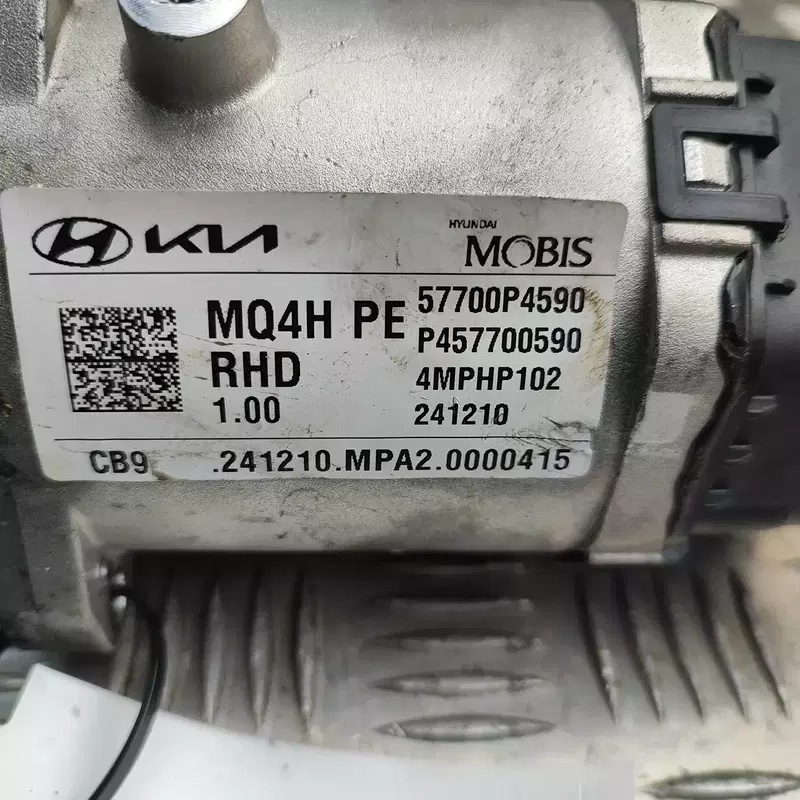 KIA
HYUNDAI
MOBIS
MQ4H PE
RHD
1.00
57700P4590
P457700590
4MPHP102
241210
CB9 .241210.MPA2.0000415